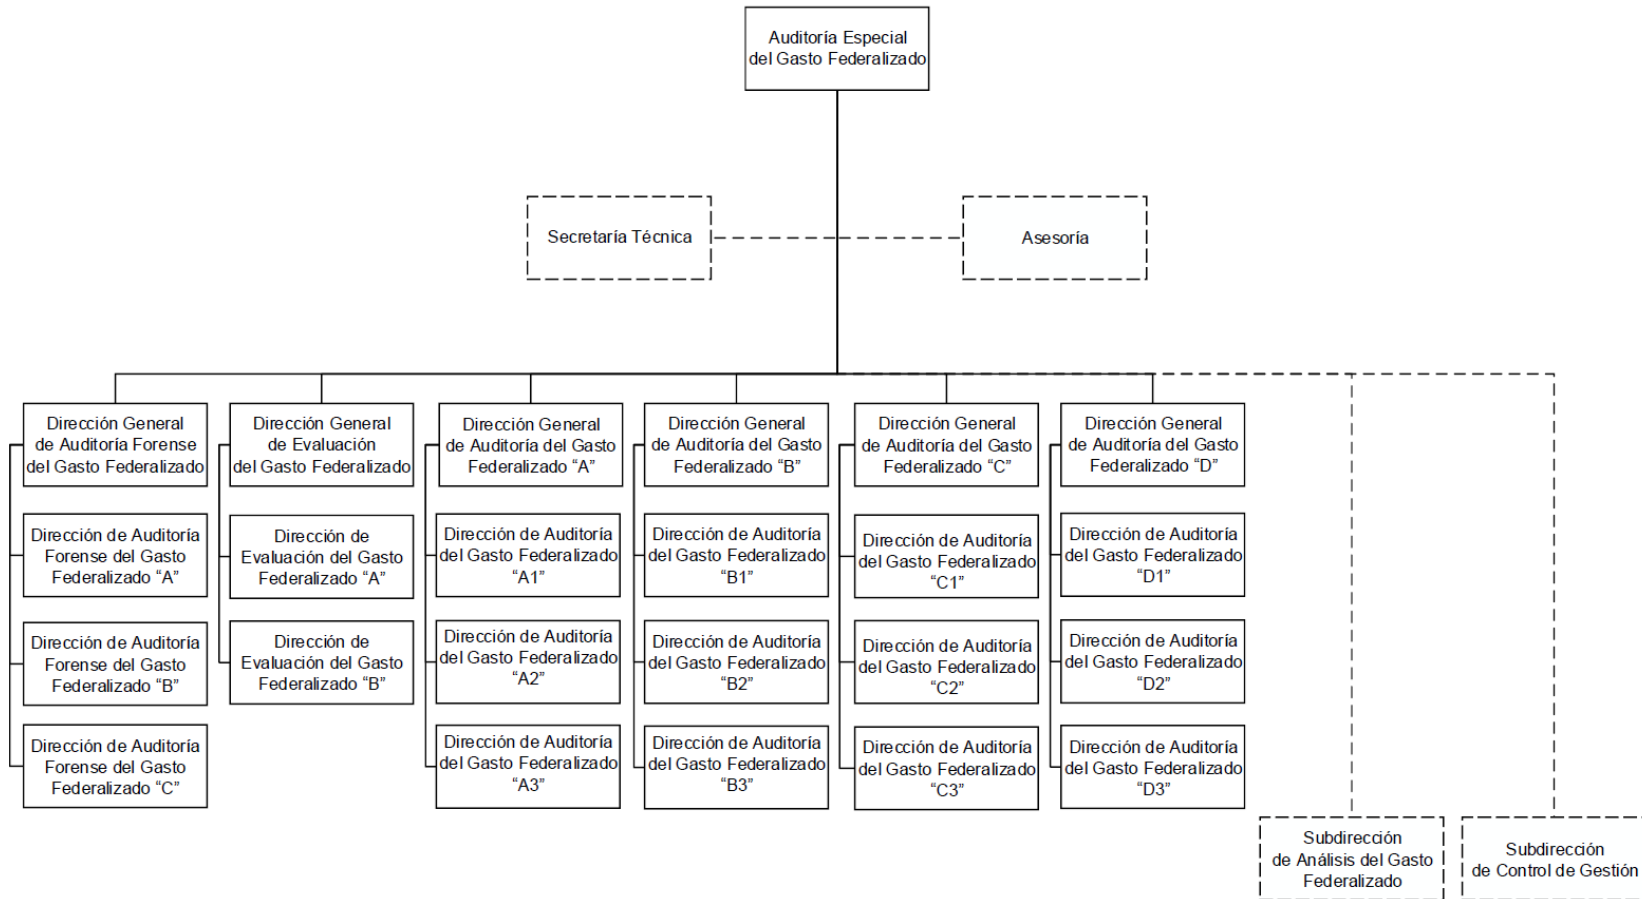 Auditoría Especial
del Gasto Federalizado
Secretaría Técnica
Asesoría
Dirección General
de Auditoría Forense
del Gasto Federalizado
Dirección General
de Evaluación
del Gasto Federalizado
Dirección General
de Auditoría del Gasto
Federalizado “A”
Dirección General
de Auditoría del Gasto
Federalizado “B”
Dirección General
de Auditoría del Gasto
Federalizado “C”
Dirección General
de Auditoría del Gasto
Federalizado “D”
Dirección de Auditoría
Forense del Gasto
Federalizado “A”
Dirección de
Evaluación del Gasto
Federalizado “A”
Dirección de Auditoría
del Gasto Federalizado
“A1”
Dirección de Auditoría
del Gasto Federalizado
“B1”
Dirección de Auditoría
del Gasto Federalizado
“C1”
Dirección de Auditoría
del Gasto Federalizado
“D1”
Dirección de Auditoría
Forense del Gasto
Federalizado “B”
Dirección de
Evaluación del Gasto
Federalizado “B”
Dirección de Auditoría
del Gasto Federalizado
“A2”
Dirección de Auditoría
del Gasto Federalizado
“B2”
Dirección de Auditoría
del Gasto Federalizado
“C2”
Dirección de Auditoría
del Gasto Federalizado
“D2”
Dirección de Auditoría
Forense del Gasto
Federalizado “C”
Dirección de Auditoría
del Gasto Federalizado
“A3”
Dirección de Auditoría
del Gasto Federalizado
“B3”
Dirección de Auditoría
del Gasto Federalizado
“C3”
Dirección de Auditoría
del Gasto Federalizado
“D3”
Subdirección
de Análisis del Gasto
Federalizado
Subdirección
de Control de Gestión